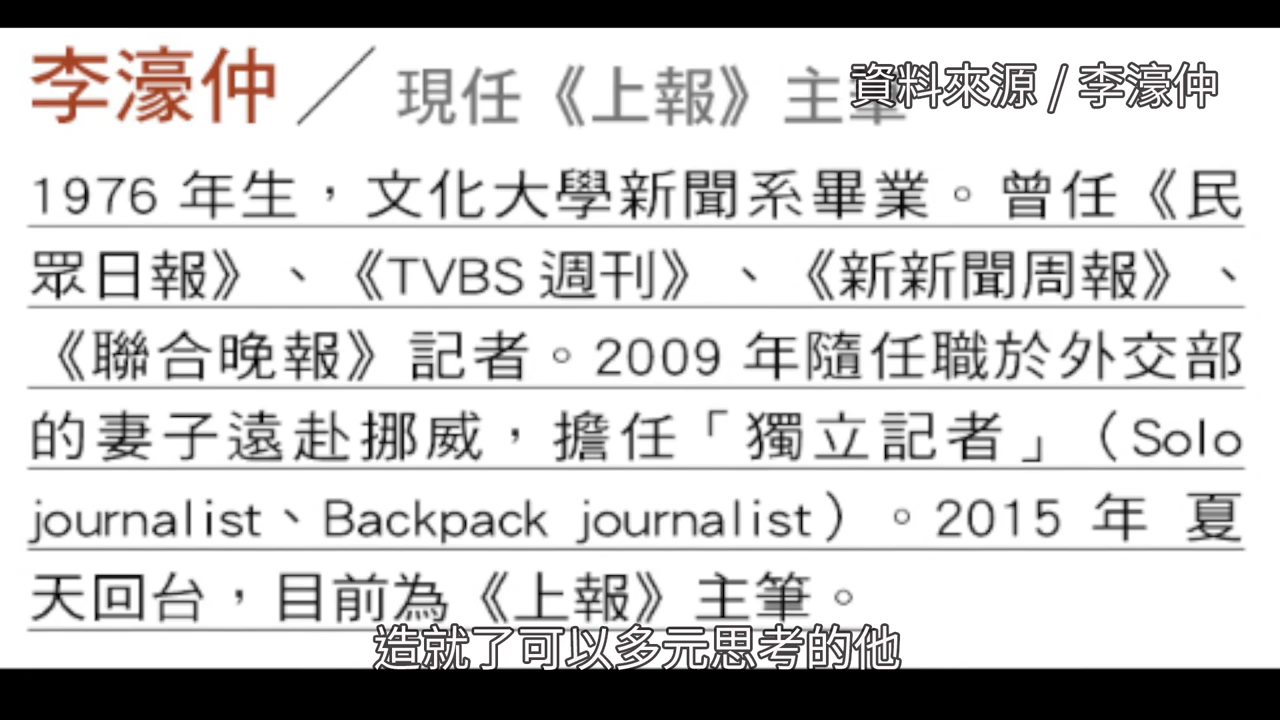 李濠仲／現任《上報》主筆
資料來源 / 李濠仲
1976 年生，文化大學新聞系畢業。曾任《民
眾日報》、《TVBS 週刊》、《新新聞周報》、
《聯合晚報》記者。2009 年隨任職於外交部
的妻子遠赴挪威，擔任「獨立記者」（Solo
journalist、Backpack journalist）。2015 年 夏
天回台，目前為《上報》主筆。
造就了可以多元思考的他